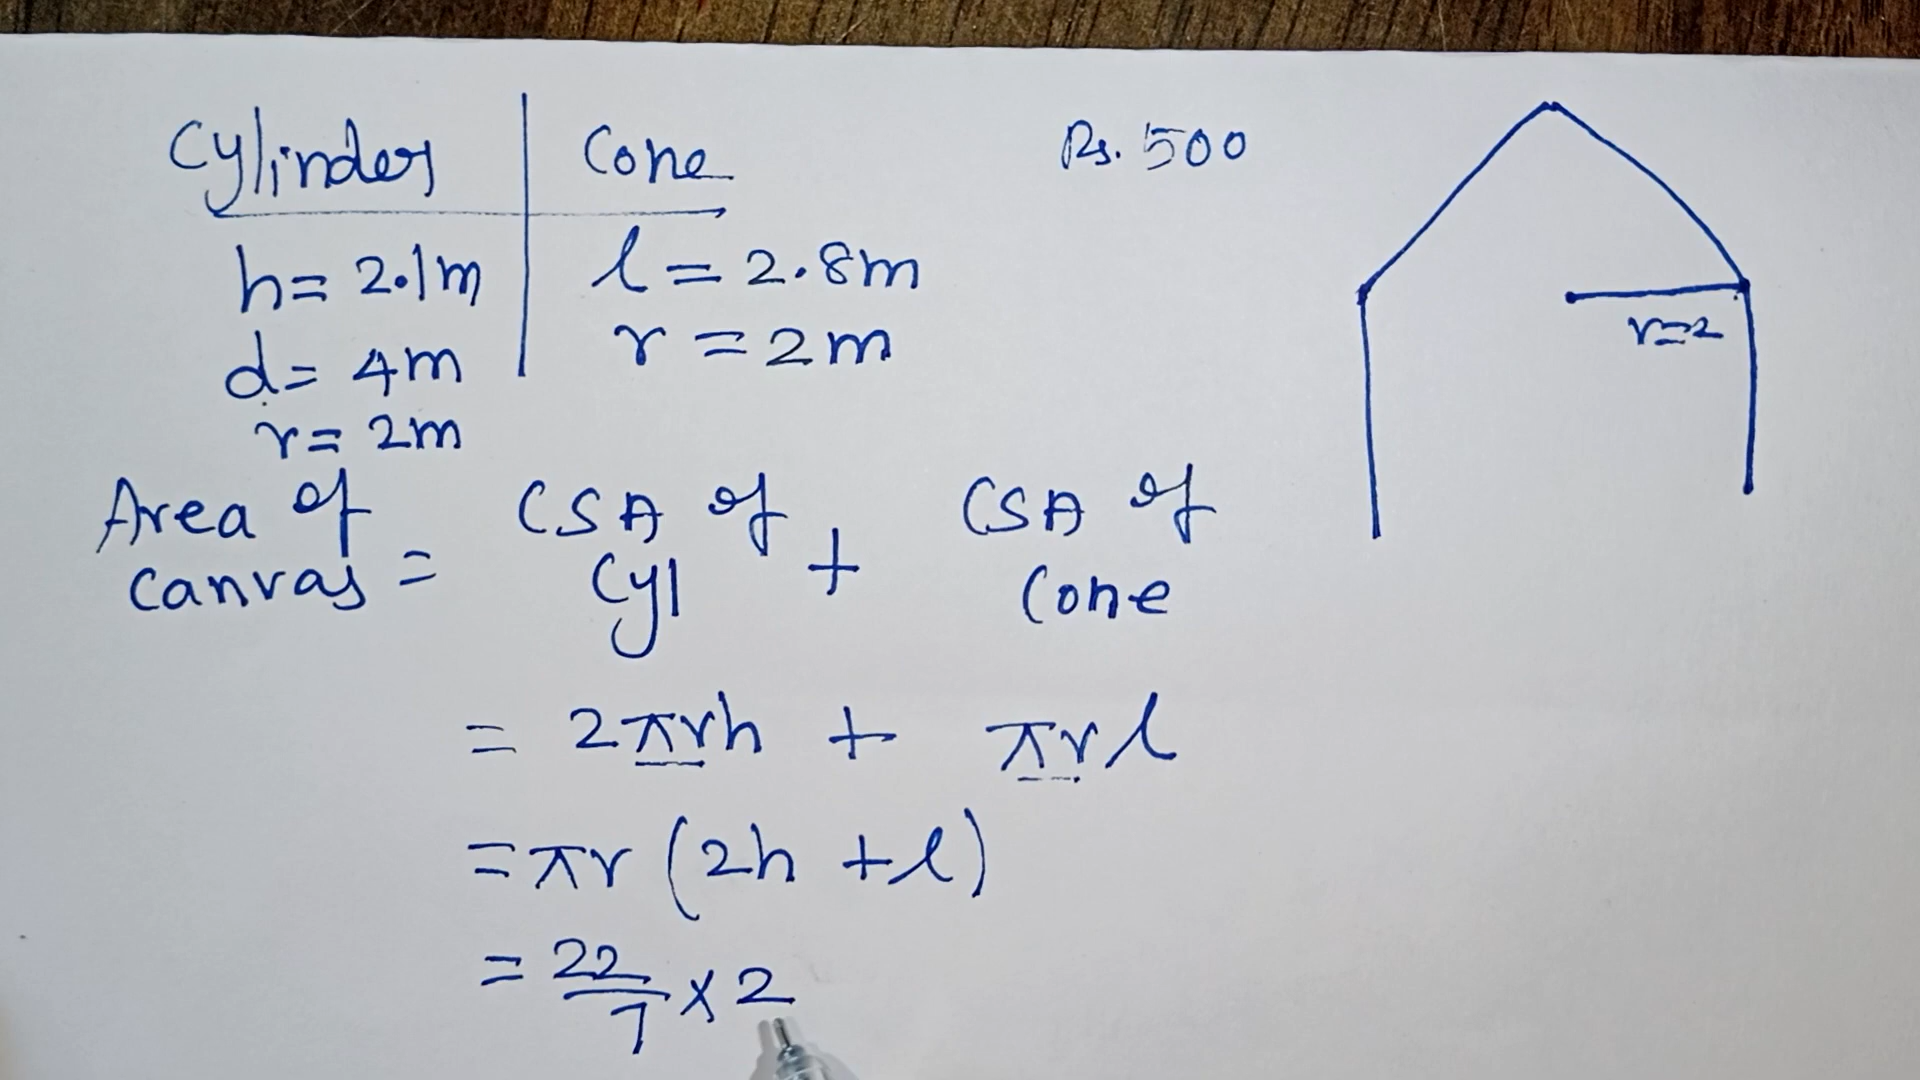 Cylinder Cone Rs. 500
h = 2.1m l = 2.8m
d = 4m r = 2m
r = 2m
r=2
Area of canvas = CSA of Cyl + CSA of Cone
= 2πrh + πrl
= πr (2h + l)
= 22/7 × 2